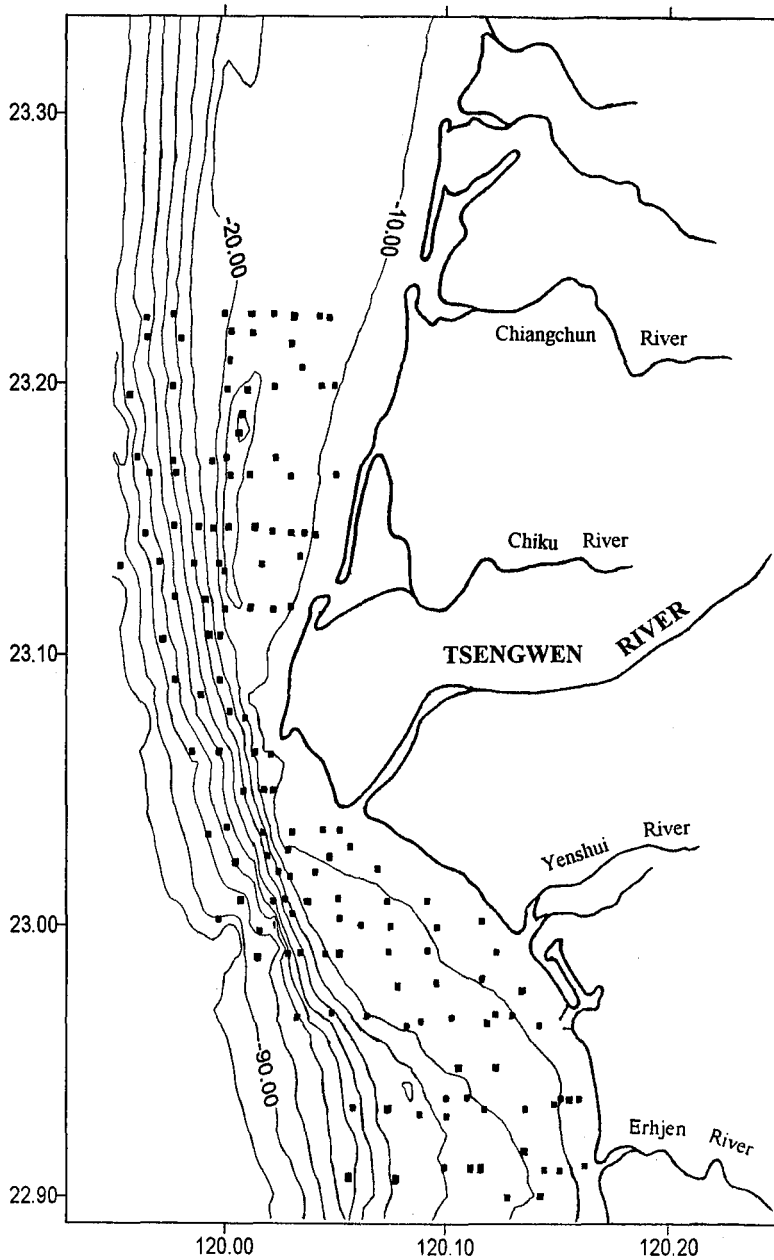 23.30
-20.00
-10.00
Chiangchun River
23.20
Chiku River
23.10
TSENGWEN RIVER
Yenshui River
23.00
-90.00
Erhjen River
22.90
120.00
120.10
120.20